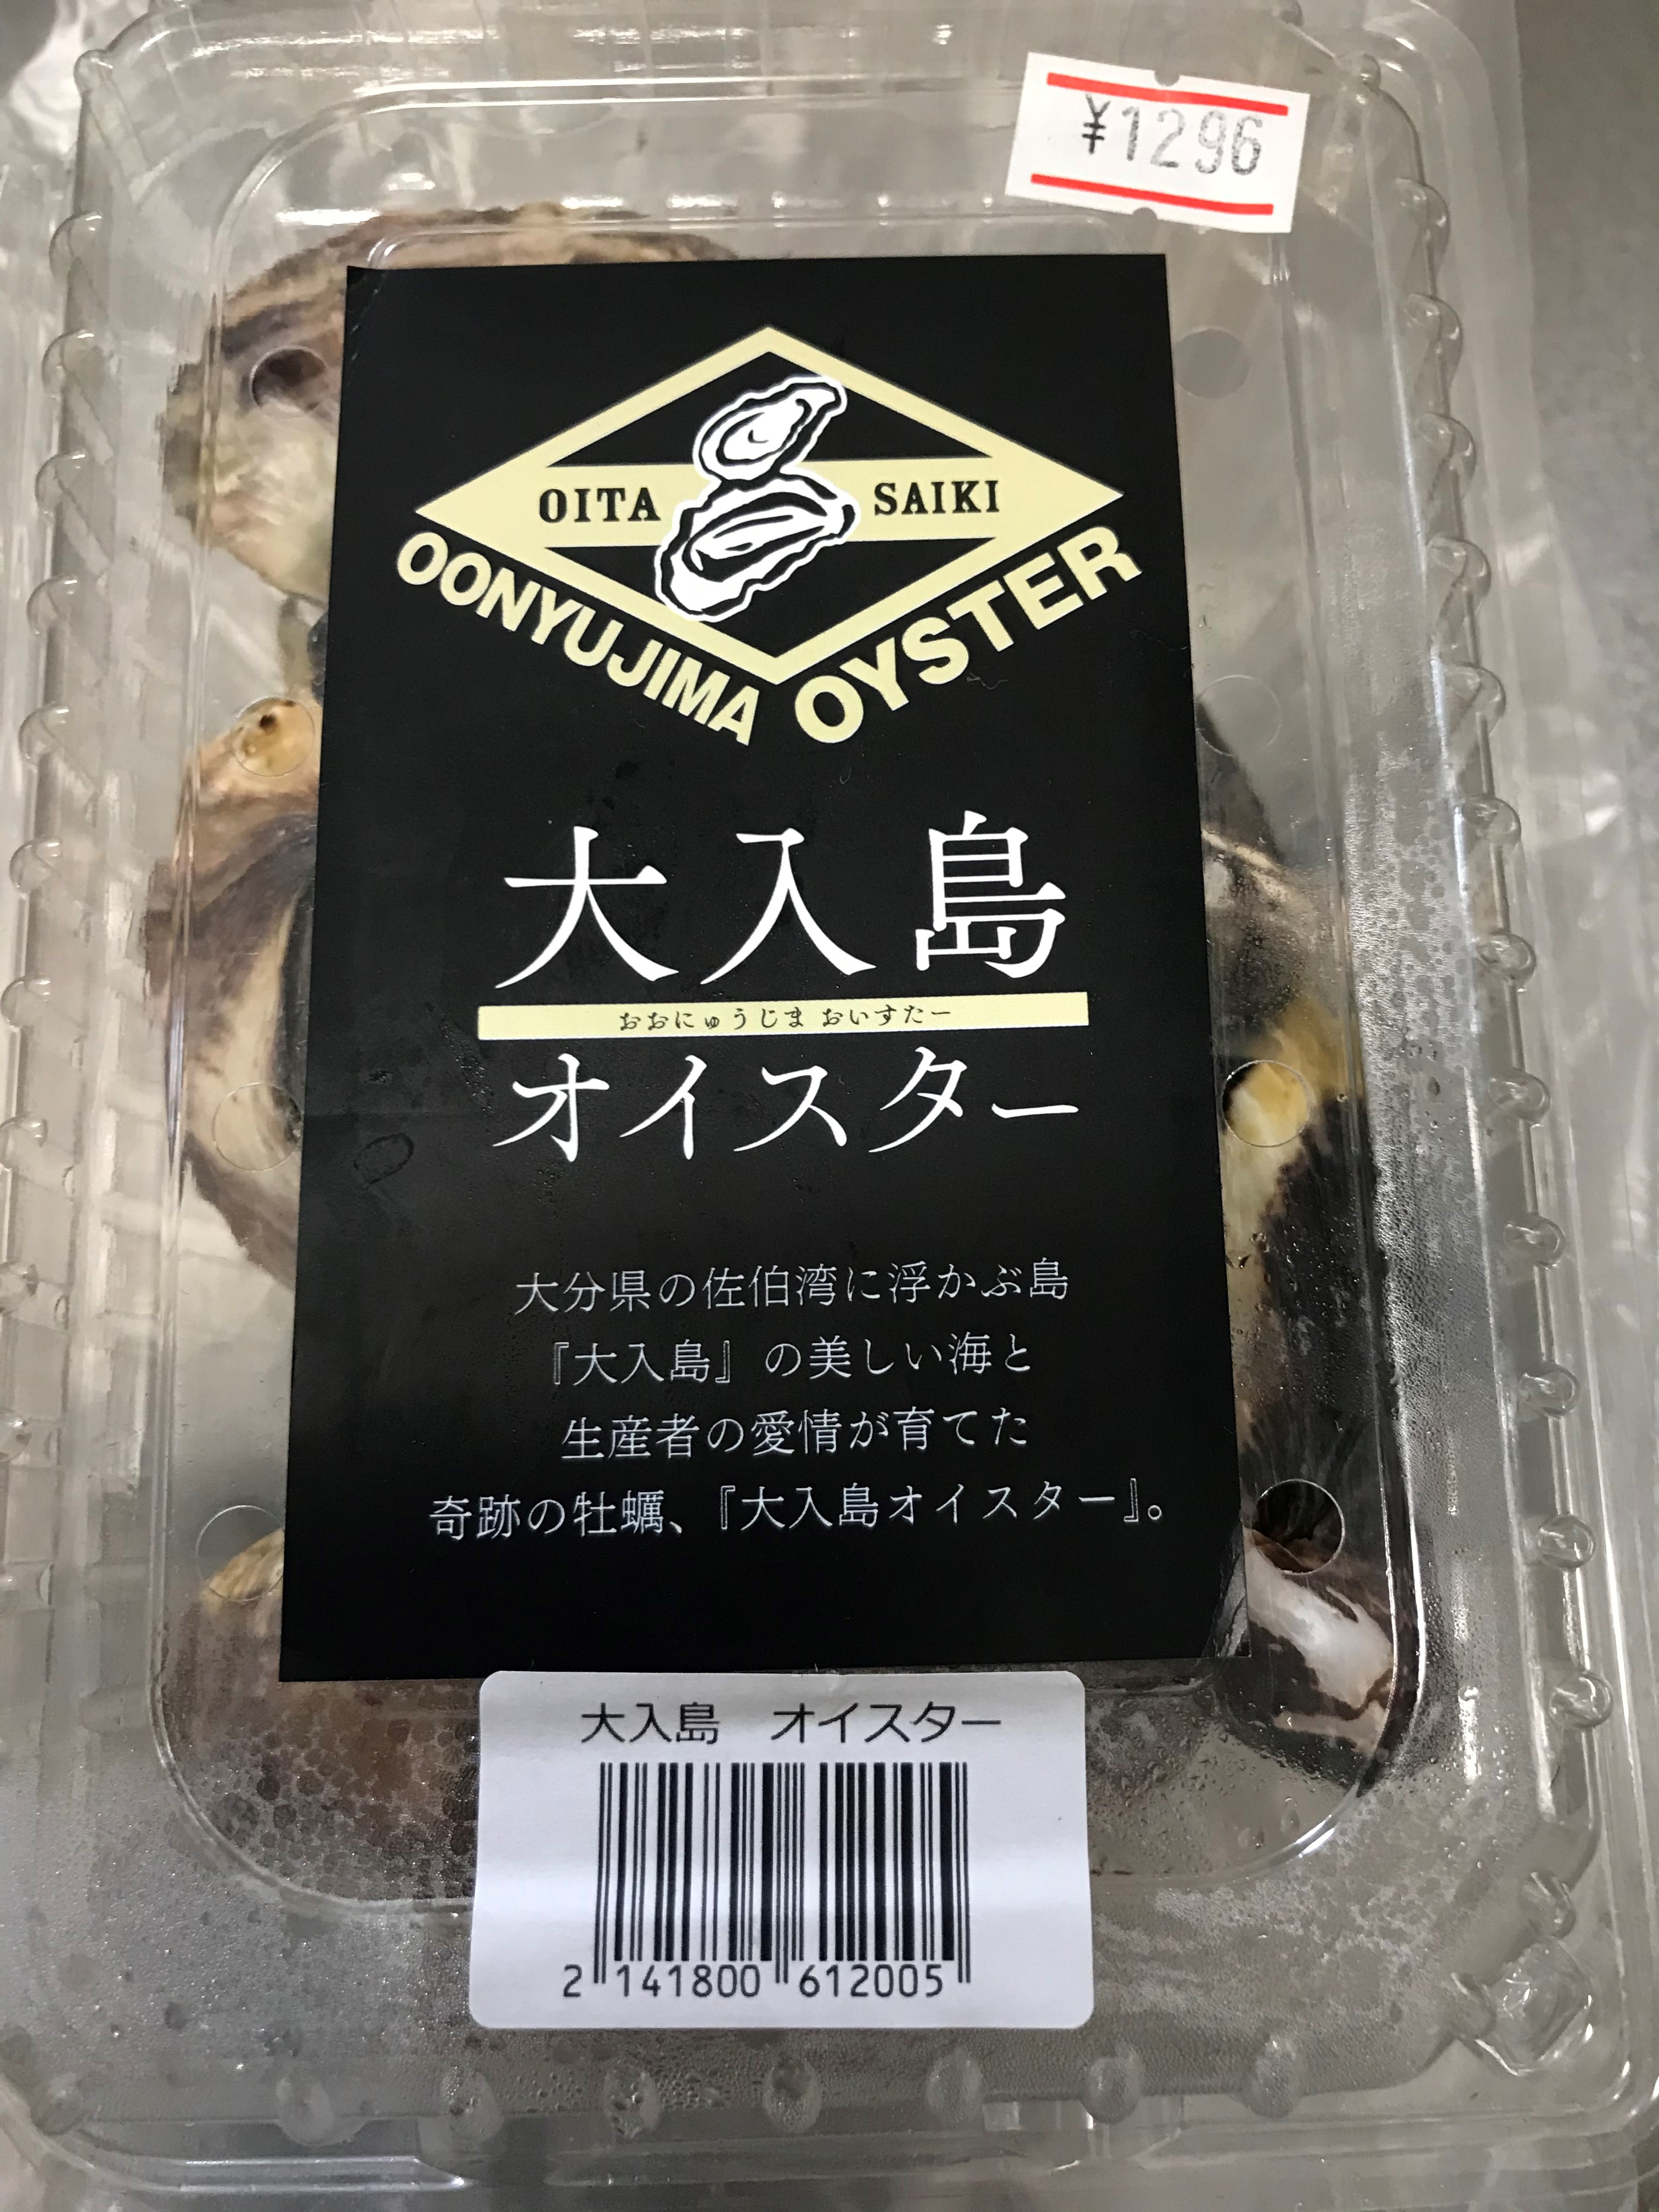 ¥1296
OITA SAIKI
OONYUJIMA OYSTER
大入島
おおにゅうじま おいすたー
オイスター
大分県の佐伯湾に浮かぶ島
『大入島』の美しい海と
生産者の愛情が育てた
奇跡の牡蠣、『大入島オイスター』。
大入島 オイスター
2 141800 612005